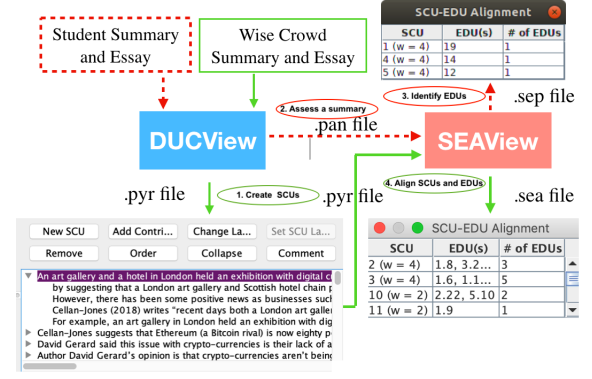 SCU-EDU Alignment
SCU EDU(s) # of EDUs
1 (w = 4) 19 1
4 (w = 4) 14 1
5 (w = 4) 12 1
Student Summary
and Essay
Wise Crowd
Summary and Essay
3. Identify EDUs
.sep file
2. Assess a summary
.pan file
DUCView
SEAView
.pyr file
1. Create SCUs
.pyr file
4. Align SCUs and EDUs
.sea file
New SCU Add Contri... Change La... Set SCU La...
Remove Order Collapse Comment
An art gallery and a hotel in London held an exhibition with digital c
by suggesting that a London art gallery and Scottish hotel chain p
However, there has been some positive news as businesses such
Cellan-Jones (2018) writes "recent days both a London art galler
For example, an art gallery in London held an exhibition with dig
Cellan-Jones suggests that Ethereum (a Bitcoin rival) is now eighty p
David Gerard said this issue with crypto-currencies is their lack of a
Author David Gerard's opinion is that crypto-currencies aren't being
SCU-EDU Alignment
SCU EDU(s) # of EDUs
2 (w = 4) 1.8, 3.2... 3
3 (w = 4) 1.6, 1.1... 5
10 (w = 2) 2.22, 5.10 2
11 (w = 2) 1.9 1